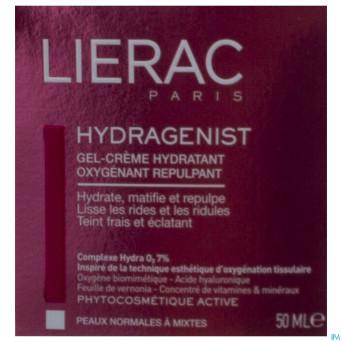 LIERAC
PARIS
HYDRAGENIST
GEL-CRÈME HYDRATANT
OXYGÉNANT REPULPANT
Hydrate, matifie et repulpe
Lisse les rides et les ridules
Teint frais et éclatant
Complexe Hydra O₂ 7%
Inspiré de la technique esthétique d'oxygénation tissulaire
Oxygène biomimétique - Acide hyaluronique
Feuille de vernonia - Concentré de vitamines & minéraux
PHYTOCOSMÉTIQUE ACTIVE
PEAUX NORMALES À MIXTES
50 ML ℮